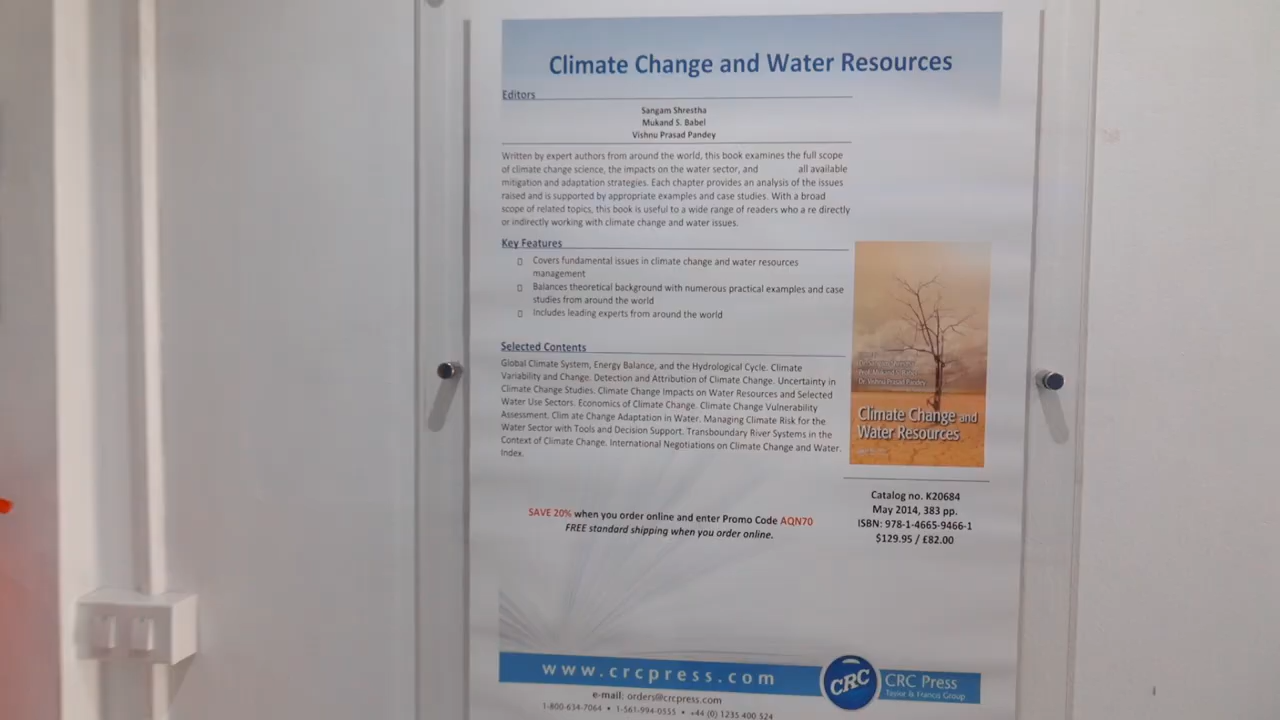 Climate Change and Water Resources
Editors
Sangam Shrestha
Mukand S. Babel
Vishnu Prasad Pandey
Written by expert authors from around the world, this book examines the full scope
of climate change science, the impacts on the water sector, and all available
mitigation and adaptation strategies. Each chapter provides an analysis of the issues
raised and is supported by appropriate examples and case studies. With a broad
scope of related topics, this book is useful to a wide range of readers who a re directly
or indirectly working with climate change and water issues.
Key Features
Covers fundamental issues in climate change and water resources
management
Balances theoretical background with numerous practical examples and case
studies from around the world
Includes leading experts from around the world
Selected Contents
Global Climate System, Energy Balance, and the Hydrological Cycle. Climate
Variability and Change. Detection and Attribution of Climate Change. Uncertainty in
Climate Change Studies. Climate Change Impacts on Water Resources and Selected
Water Use Sectors. Economics of Climate Change. Climate Change Vulnerability
Assessment. Clim ate Change Adaptation in Water. Managing Climate Risk for the
Water Sector with Tools and Decision Support. Transboundary River Systems in the
Context of Climate Change. International Negotiations on Climate Change and Water.
Index.
Prof. Mukand S. Babel
Dr. Vishnu Prasad Pandey
Climate Change and
Water Resources
Catalog no. K20684
May 2014, 383 pp.
ISBN: 978-1-4665-9466-1
$129.95 / £82.00
SAVE 20% when you order online and enter Promo Code AQN70
FREE standard shipping when you order online.
www.crcpress.com
CRC
CRC Press
Taylor & Francis Group
e-mail: orders@crcpress.com
1-800-634-7064 • 1-561-994-0555 • +44 (0) 1235 400 524